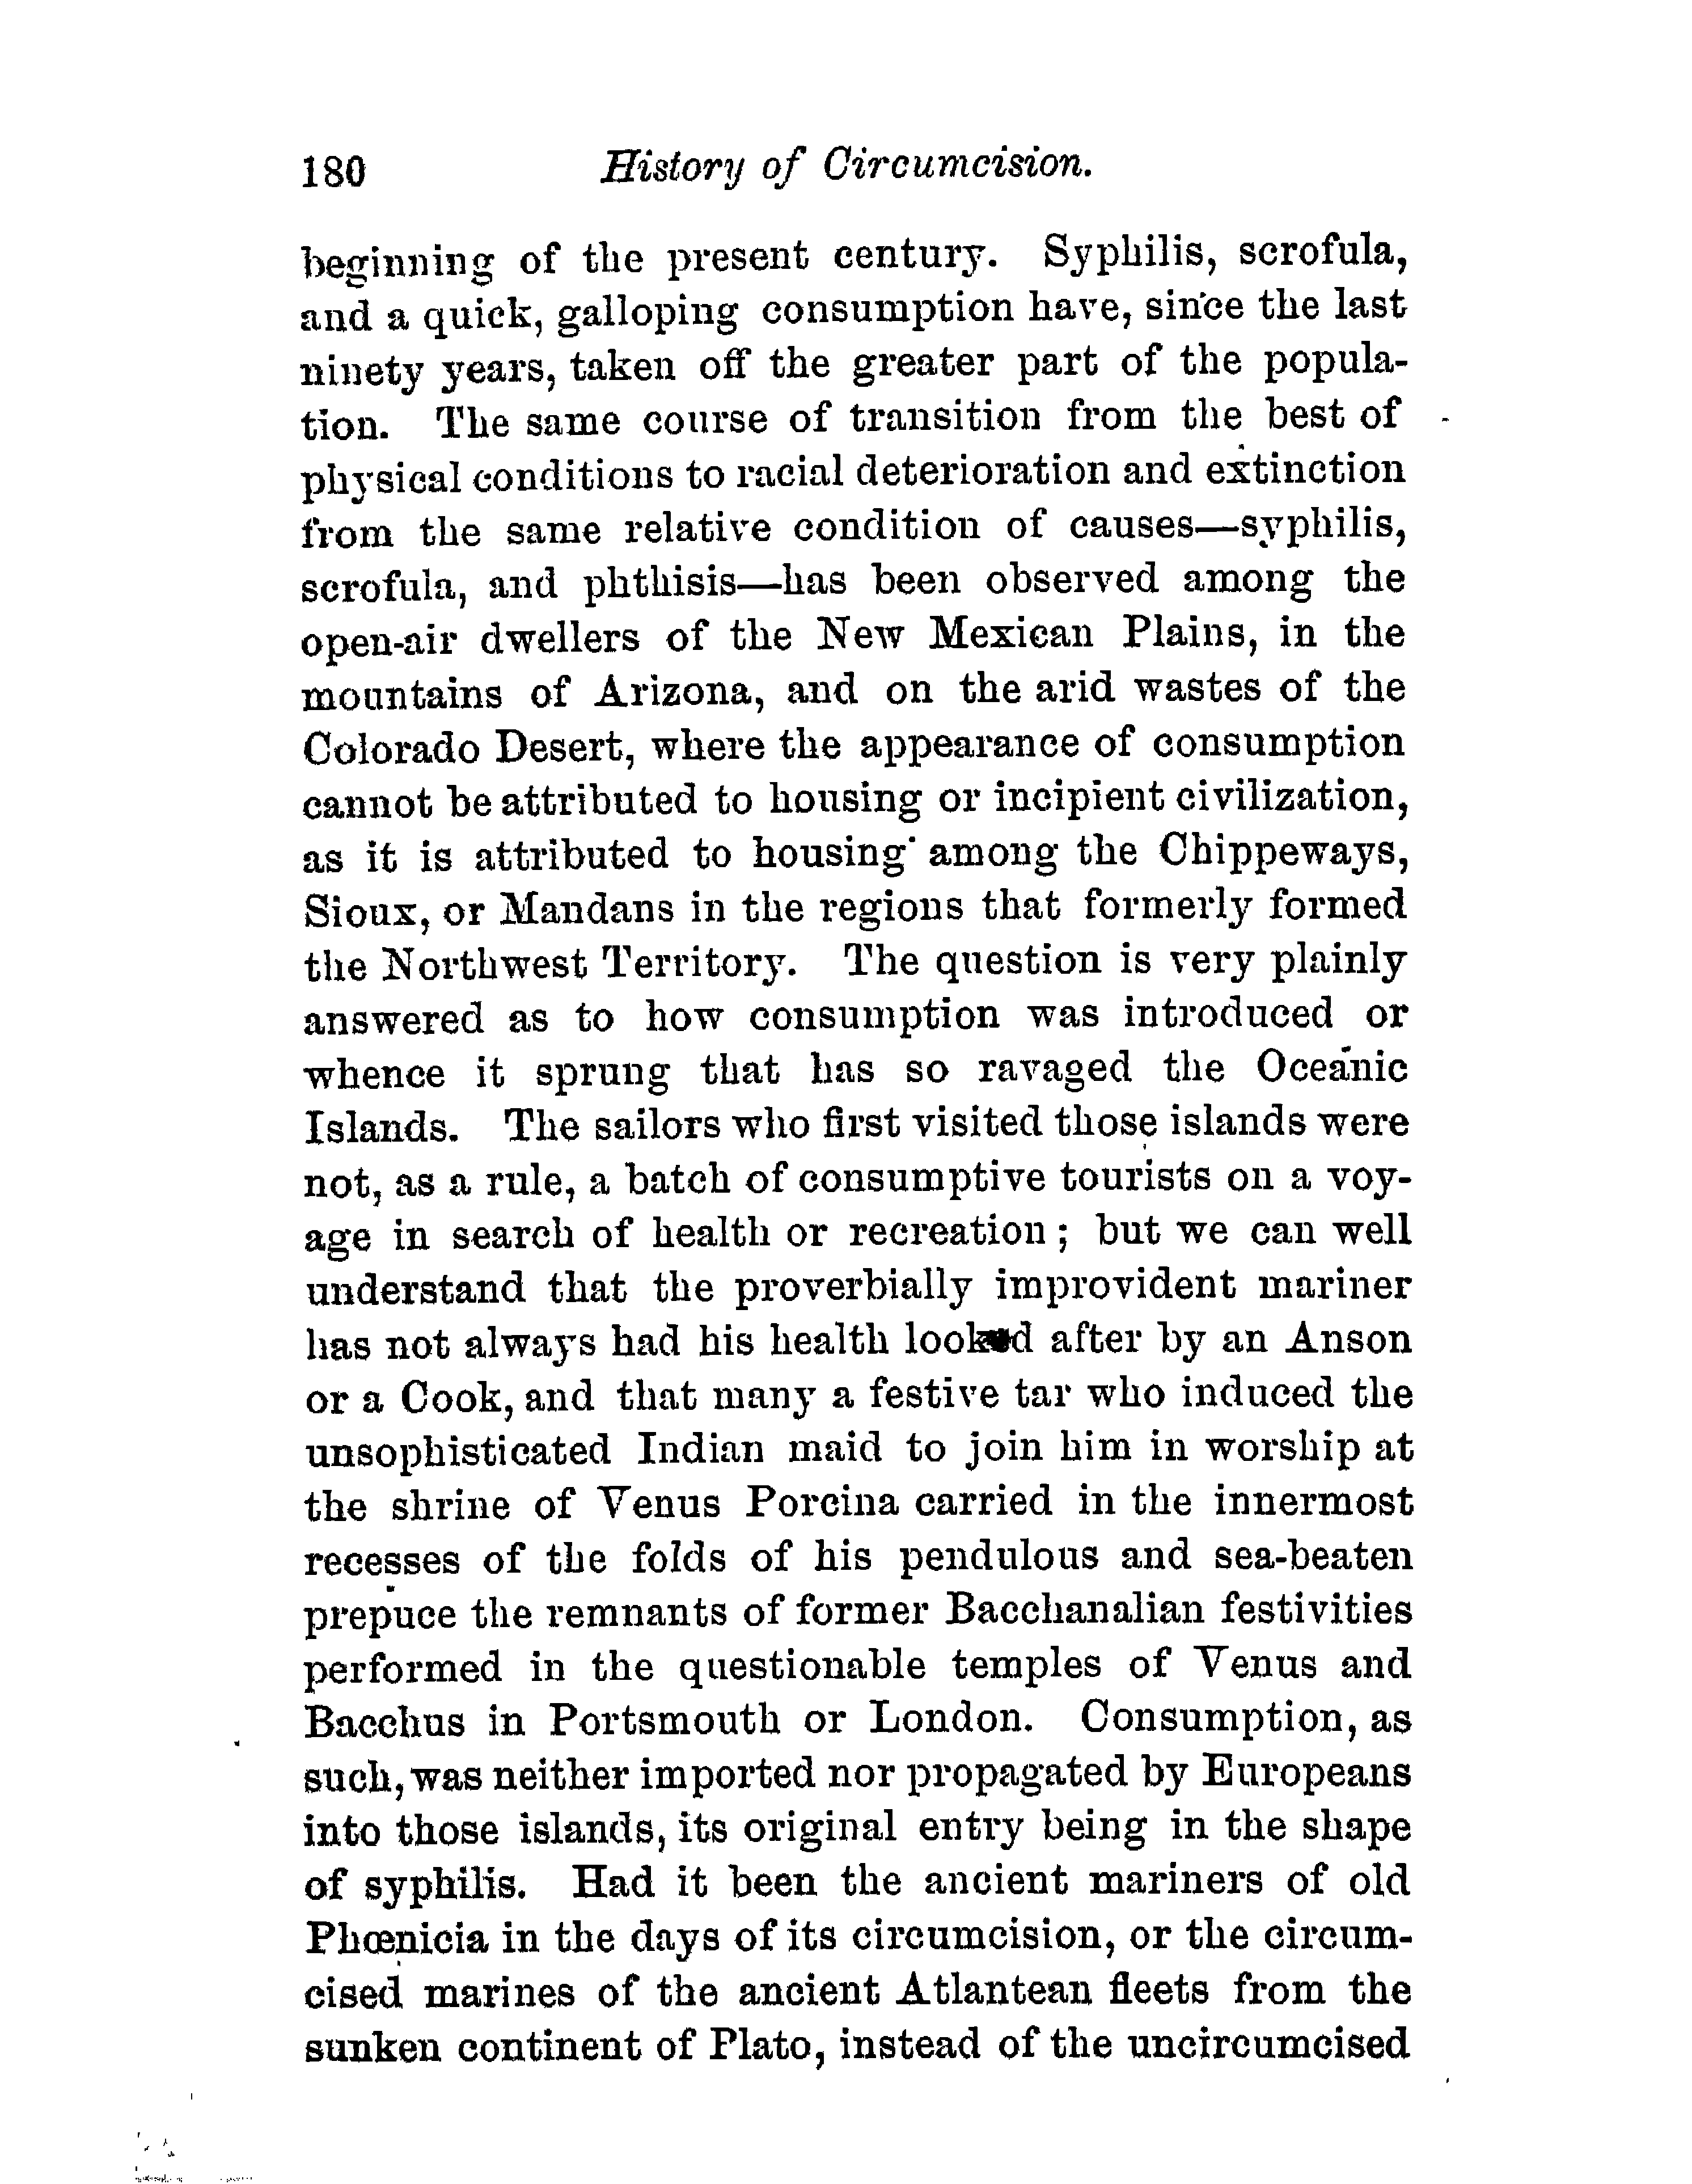 180 History of Circumcision.
beginning of the present century. Syphilis, scrofula,
and a quick, galloping consumption have, since the last
ninety years, taken off the greater part of the popula-
tion. The same course of transition from the best of
physical conditions to racial deterioration and extinction
from the same relative condition of causes—syphilis,
scrofula, and phthisis—has been observed among the
open-air dwellers of the New Mexican Plains, in the
mountains of Arizona, and on the arid wastes of the
Colorado Desert, where the appearance of consumption
cannot be attributed to housing or incipient civilization,
as it is attributed to housing among the Chippeways,
Sioux, or Mandans in the regions that formerly formed
the Northwest Territory. The question is very plainly
answered as to how consumption was introduced or
whence it sprung that has so ravaged the Oceanic
Islands. The sailors who first visited those islands were
not, as a rule, a batch of consumptive tourists on a voy-
age in search of health or recreation; but we can well
understand that the proverbially improvident mariner
has not always had his health looked after by an Anson
or a Cook, and that many a festive tar who induced the
unsophisticated Indian maid to join him in worship at
the shrine of Venus Porcina carried in the innermost
recesses of the folds of his pendulous and sea-beaten
prepuce the remnants of former Bacchanalian festivities
performed in the questionable temples of Venus and
Bacchus in Portsmouth or London. Consumption, as
such, was neither imported nor propagated by Europeans
into those islands, its original entry being in the shape
of syphilis. Had it been the ancient mariners of old
Phœnicia in the days of its circumcision, or the circum-
cised marines of the ancient Atlantean fleets from the
sunken continent of Plato, instead of the uncircumcised